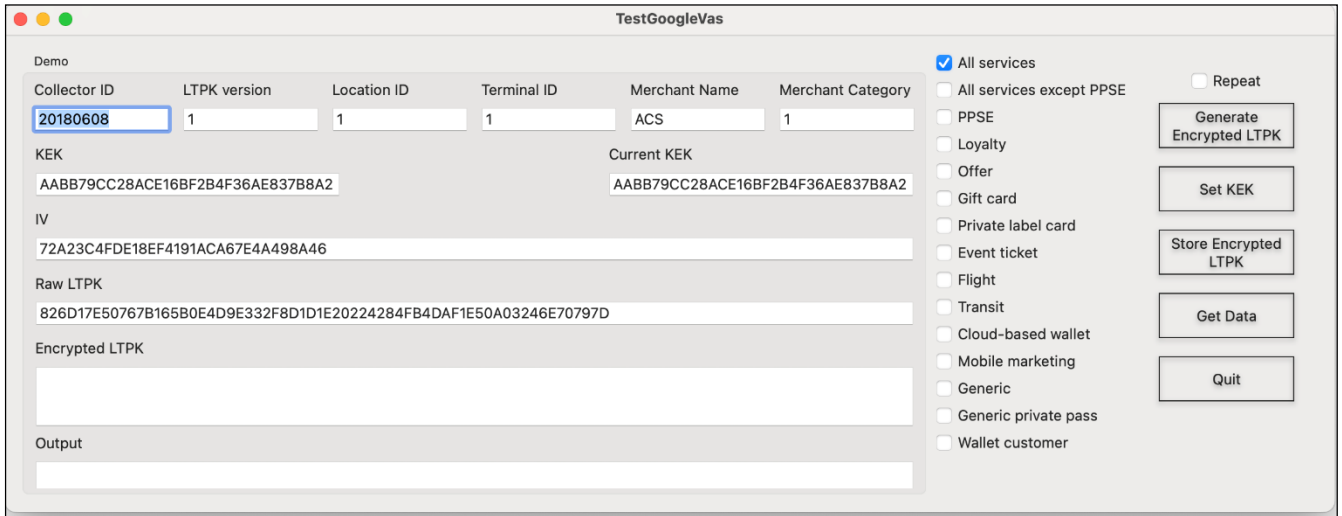 TestGoogleVas
Demo
Collector ID LTPK version Location ID Terminal ID Merchant Name Merchant Category
20180608 1 1 1 ACS 1
KEK Current KEK
AABB79CC28ACE16BF2B4F36AE837B8A2 AABB79CC28ACE16BF2B4F36AE837B8A2
IV
72A23C4FDE18EF4191ACA67E4A498A46
Raw LTPK
826D17E50767B165B0E4D9E332F8D1D1E20224284FB4DAF1E50A03246E70797D
Encrypted LTPK
Output
All services
All services except PPSE
PPSE
Loyalty
Offer
Gift card
Private label card
Event ticket
Flight
Transit
Cloud-based wallet
Mobile marketing
Generic
Generic private pass
Wallet customer
Repeat
Generate
Encrypted LTPK
Set KEK
Store Encrypted
LTPK
Get Data
Quit